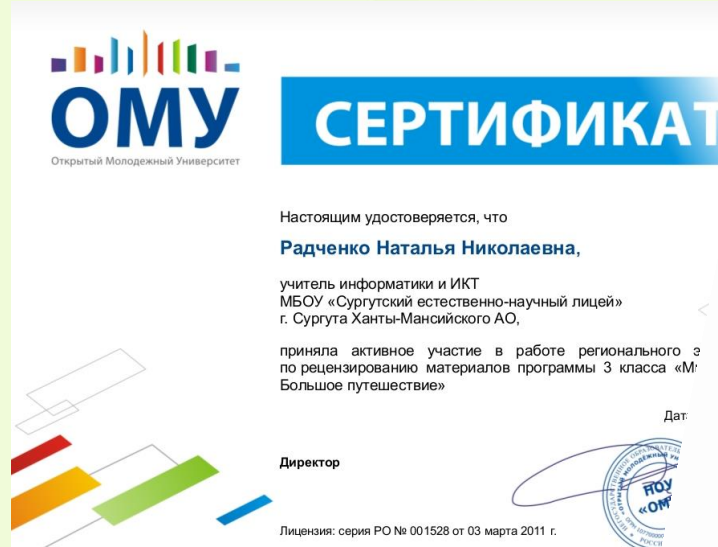 ОМУ
Открытый Молодежный Университет
СЕРТИФИКАТ
Настоящим удостоверяется, что
Радченко Наталья Николаевна,
учитель информатики и ИКТ
МБОУ «Сургутский естественно-научный лицей»
г. Сургута Ханты-Мансийского АО,
приняла активное участие в работе регионального
по рецензированию материалов программы 3 класса
Большое путешествие»
Директор
НОУ
Лицензия: серия РО № 001528 от 03 марта 2011 г.